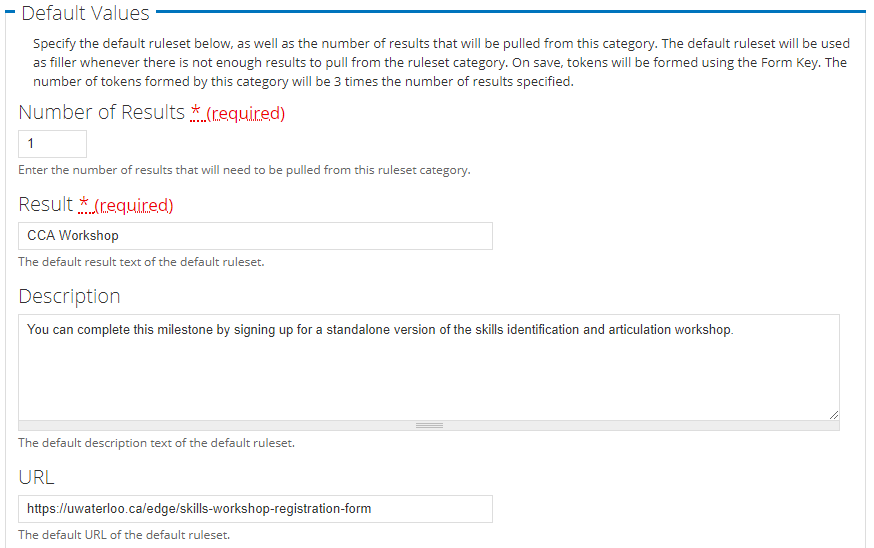 Default Values
Specify the default ruleset below, as well as the number of results that will be pulled from this category. The default ruleset will be used
as filler whenever there is not enough results to pull from the ruleset category. On save, tokens will be formed using the Form Key. The
number of tokens formed by this category will be 3 times the number of results specified.
Number of Results * (required)
1
Enter the number of results that will need to be pulled from this ruleset category.
Result * (required)
CCA Workshop
The default result text of the default ruleset.
Description
You can complete this milestone by signing up for a standalone version of the skills identification and articulation workshop.
The default description text of the default ruleset.
URL
https://uwaterloo.ca/edge/skills-workshop-registration-form
The default URL of the default ruleset.